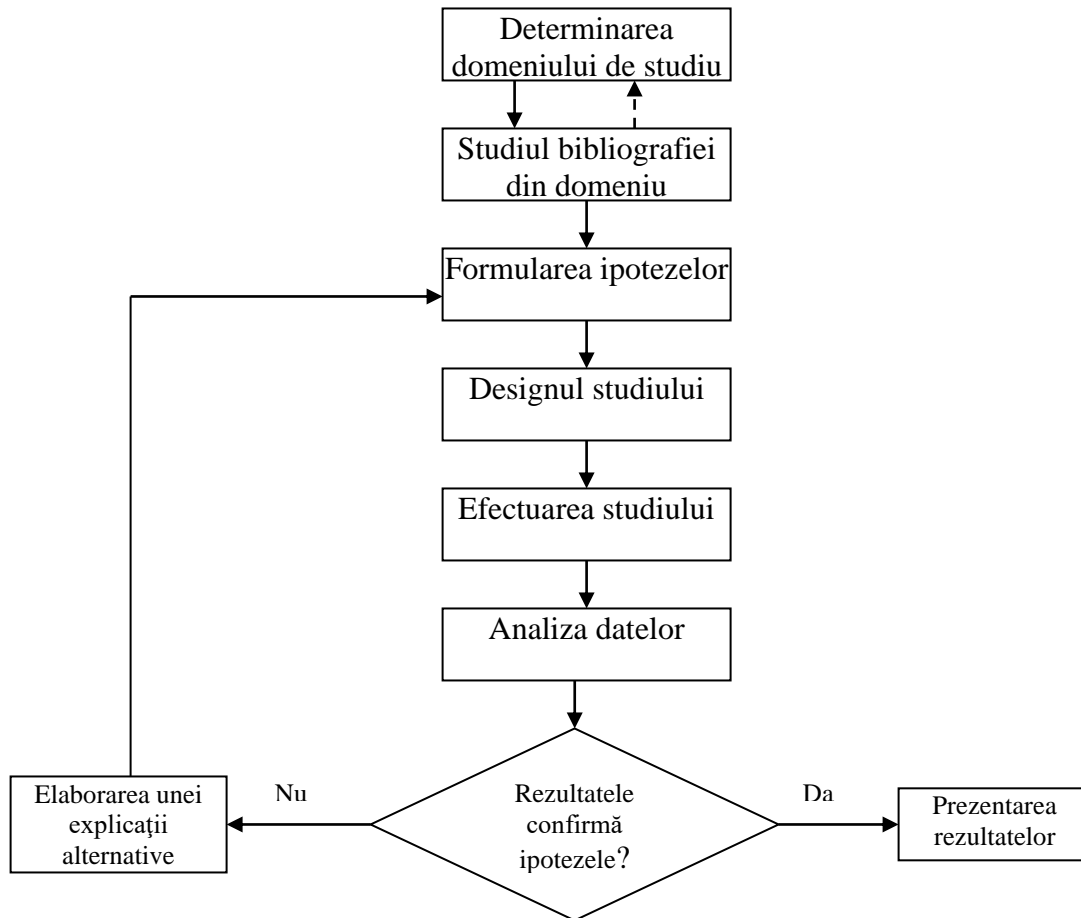 Determinarea
domeniului de studiu
Studiul bibliografiei
din domeniu
Formularea ipotezelor
Designul studiului
Efectuarea studiului
Analiza datelor
Rezultatele
confirmă
ipotezele?
Nu
Da
Elaborarea unei
explicaţii
alternative
Prezentarea
rezultatelor